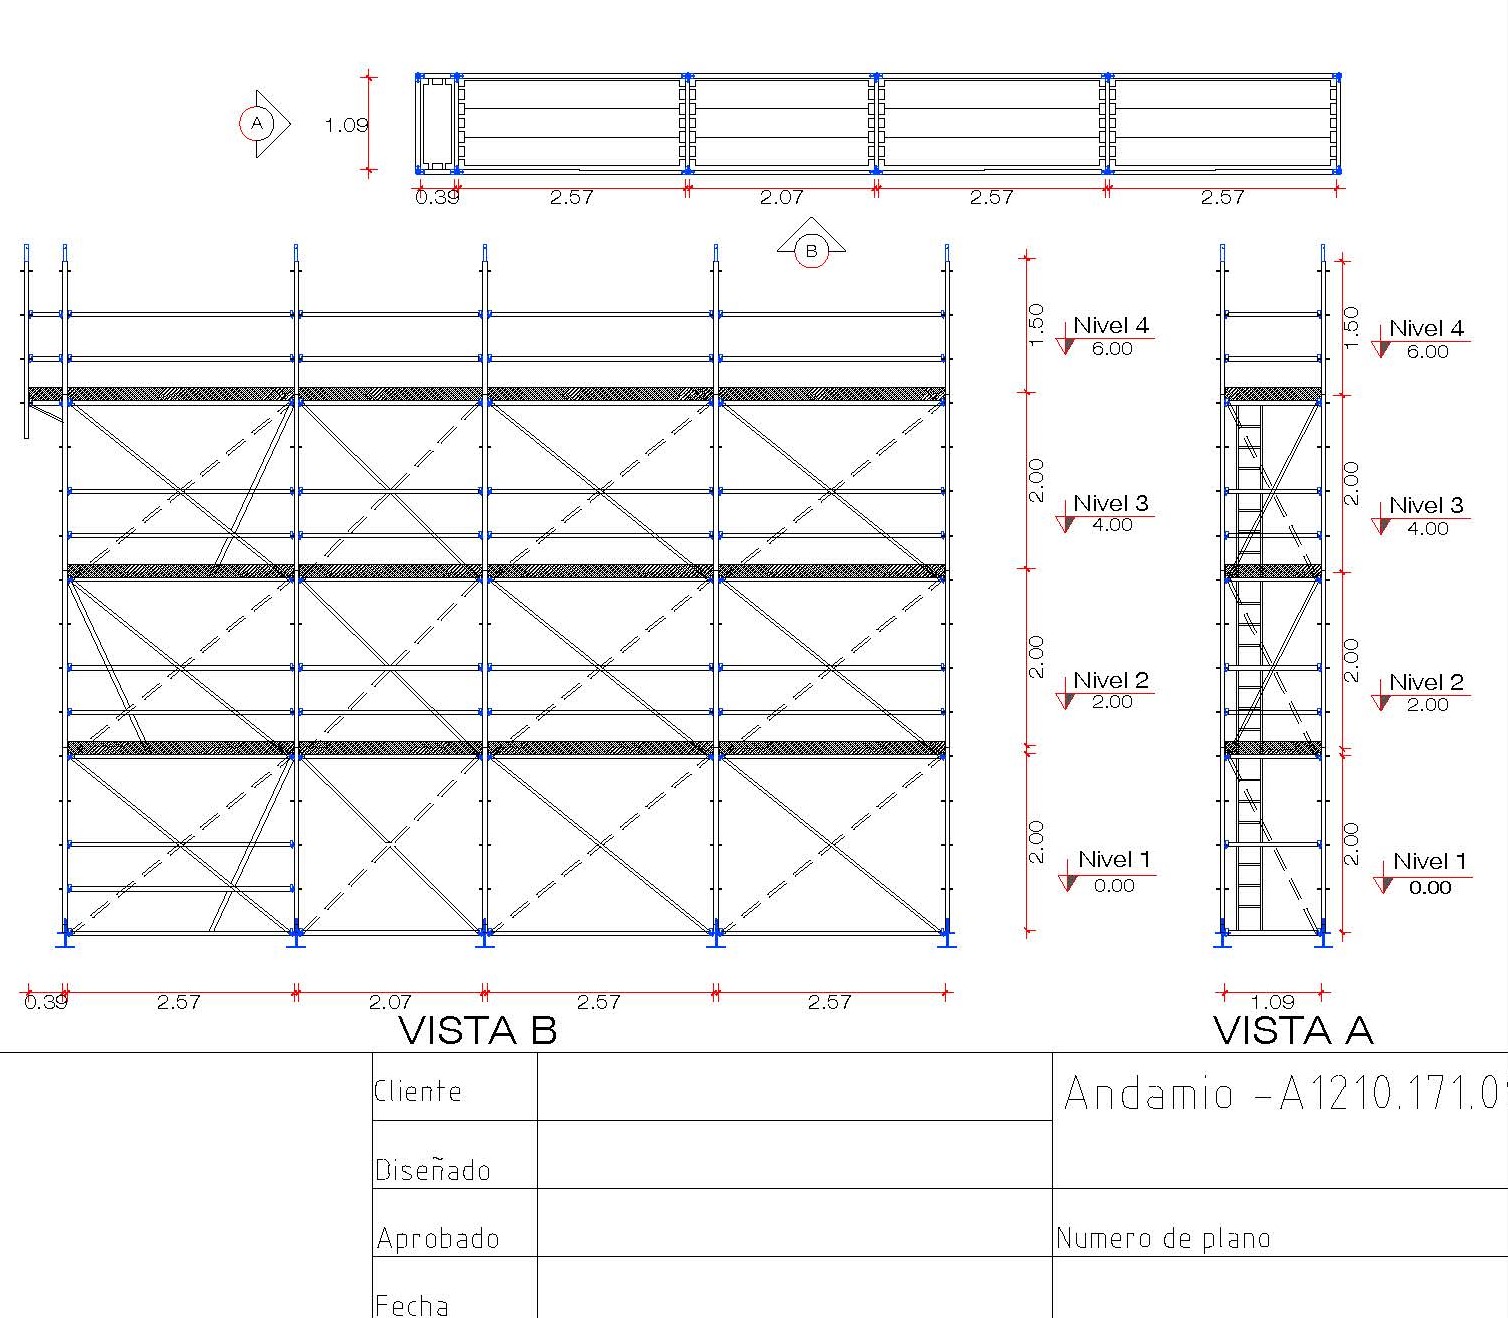 A
1.09
0.39 2.57 2.07 2.57 2.57
B
1.50
Nivel 4
6.00
2.00
Nivel 3
4.00
2.00
Nivel 2
2.00
2.00
Nivel 1
0.00
1.50
Nivel 4
6.00
2.00
Nivel 3
4.00
2.00
Nivel 2
2.00
2.00
Nivel 1
0.00
0.39 2.57 2.07 2.57 2.57
1.09
VISTA B
VISTA A
Cliente
Andamio -A1210.171.0
Diseñado
Aprobado
Numero de plano
Fecha